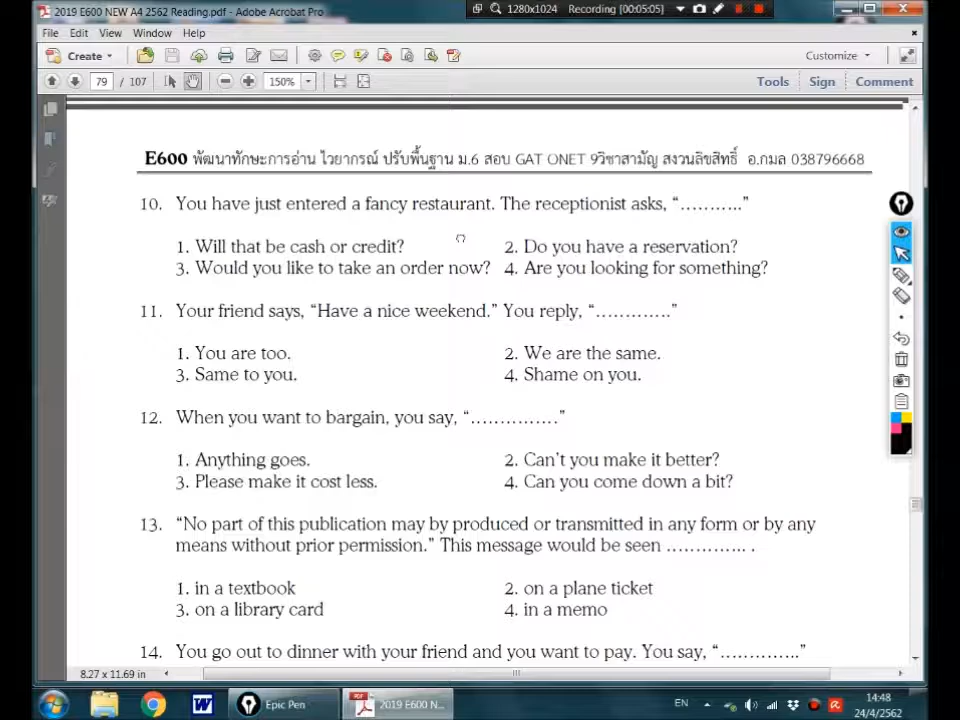 2019 E600 NEW A4 2562 Reading.pdf - Adobe Acrobat Pro
1280x1024 Recording [00:05:05]
File Edit View Window Help
Create Customize
79 / 107 150% Tools Sign Comment
E600 พัฒนาทักษะการอ่าน ไวยากรณ์ ปรับพื้นฐาน ม.6 สอบ GAT ONET 9วิชาสามัญ สงวนลิขสิทธิ์ อ.กมล 038796668
10. You have just entered a fancy restaurant. The receptionist asks, “………..”
1. Will that be cash or credit? 2. Do you have a reservation?
3. Would you like to take an order now? 4. Are you looking for something?
11. Your friend says, “Have a nice weekend.” You reply, “………….”
1. You are too. 2. We are the same.
3. Same to you. 4. Shame on you.
12. When you want to bargain, you say, “……………”
1. Anything goes. 2. Can’t you make it better?
3. Please make it cost less. 4. Can you come down a bit?
13. “No part of this publication may by produced or transmitted in any form or by any
means without prior permission.” This message would be seen ………….. .
1. in a textbook 2. on a plane ticket
3. on a library card 4. in a memo
14. You go out to dinner with your friend and you want to pay. You say, “…………..”
8.27 x 11.69 in
Epic Pen 2019 E600 N... EN 14:48
24/4/2562